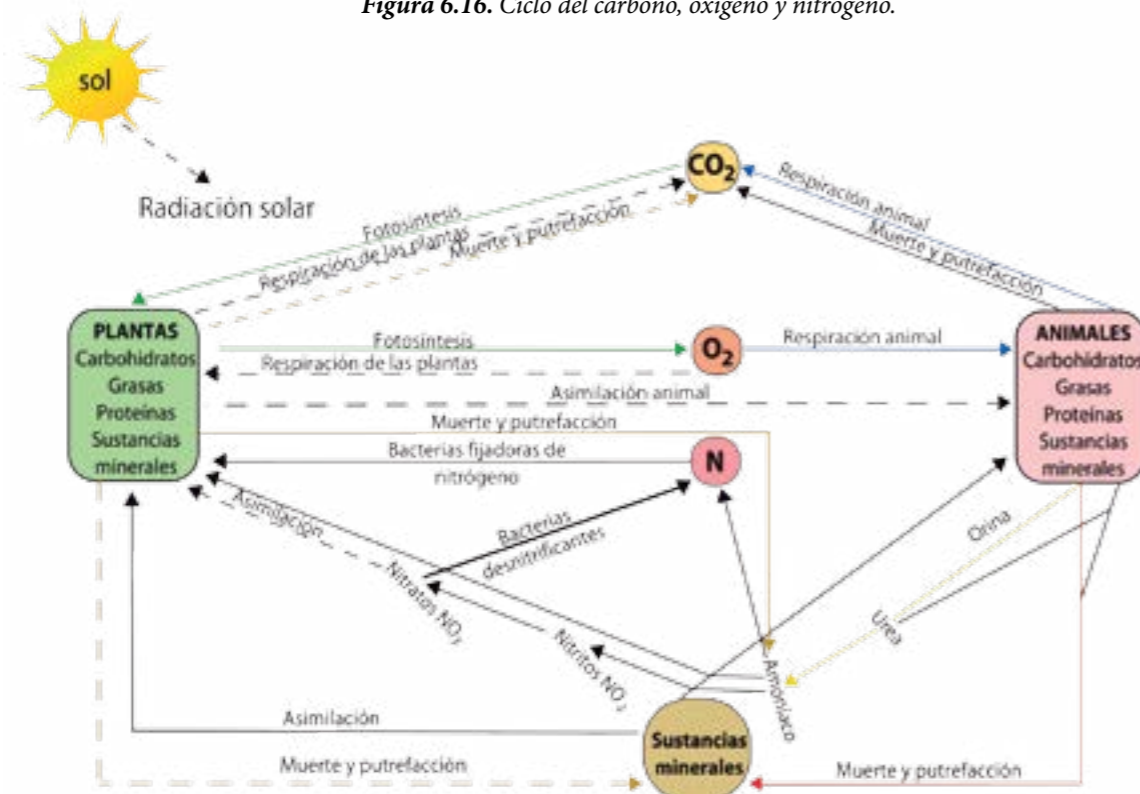 Figura 6.16. Ciclo del carbono, oxígeno y nitrógeno.
sol
Radiación solar
CO₂
Respiración animal
Muerte y putrefacción
Fotosíntesis
Respiración de las plantas
Muerte y putrefacción
PLANTAS
Carbohidratos
Grasas
Proteínas
Sustancias
minerales
Fotosíntesis
Respiración de las plantas
O₂
Respiración animal
ANIMALES
Carbohidratos
Grasas
Proteínas
Sustancias
minerales
Asimilación animal
Muerte y putrefacción
Bacterias fijadoras de
nitrógeno
N
Asimilación
Bacterias
desnitrificantes
Orina
Nitratos NO₃
Urea
Nitritos NO₂
Amoníaco
Asimilación
Sustancias
minerales
Muerte y putrefacción
Muerte y putrefacción